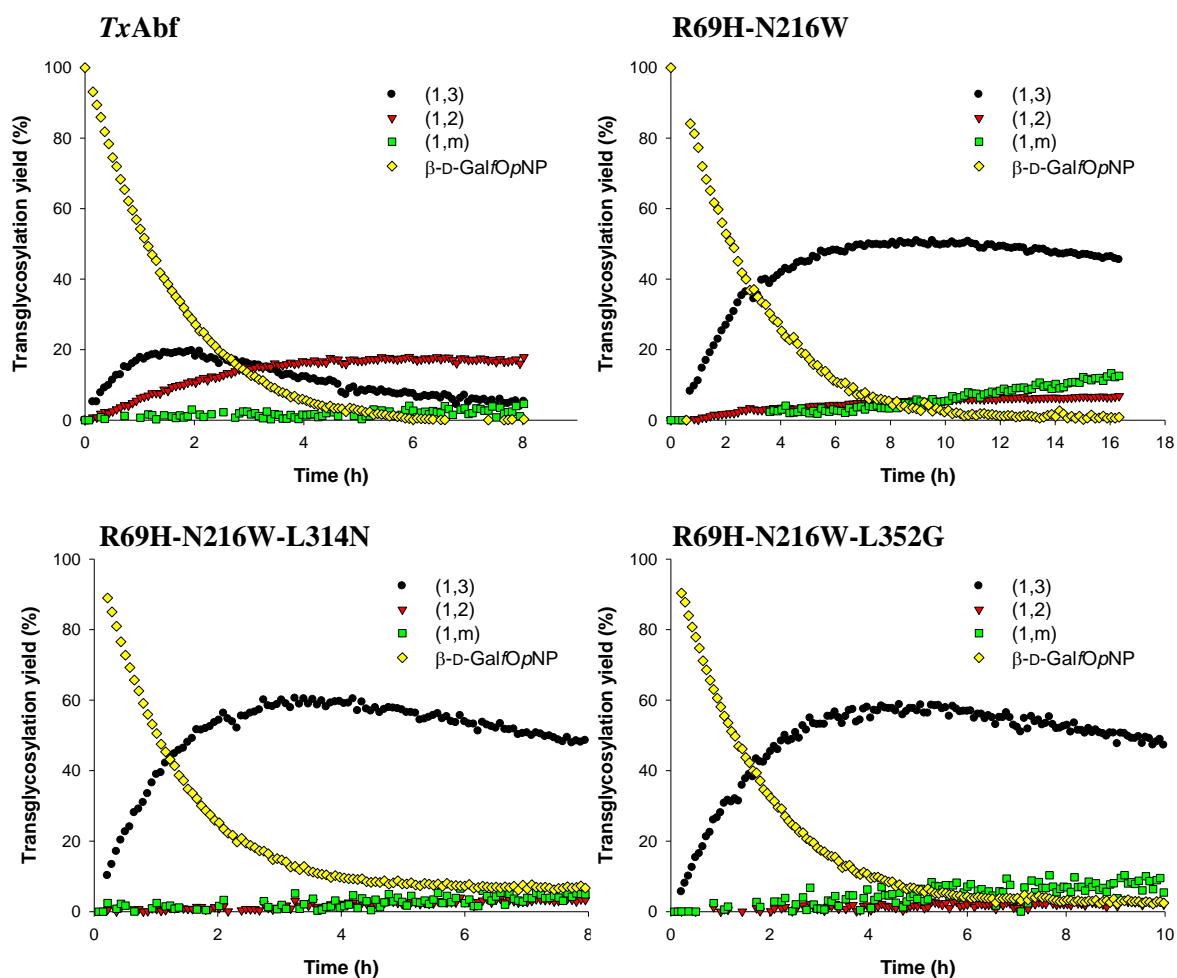 TxAbf
Transglycosylation yield (%)
100
80
60
40
20
0
(1,3)
(1,2)
(1,m)
β-D-GalfOpNP
0
2
4
6
8
Time (h)
R69H-N216W
Transglycosylation yield (%)
100
80
60
40
20
0
(1,3)
(1,2)
(1,m)
β-D-GalfOpNP
0
2
4
6
8
10
12
14
16
18
Time (h)
R69H-N216W-L314N
Transglycosylation yield (%)
100
80
60
40
20
0
(1,3)
(1,2)
(1,m)
β-D-GalfOpNP
0
2
4
6
8
Time (h)
R69H-N216W-L352G
Transglycosylation yield (%)
100
80
60
40
20
0
(1,3)
(1,2)
(1,m)
β-D-GalfOpNP
0
2
4
6
8
10
Time (h)